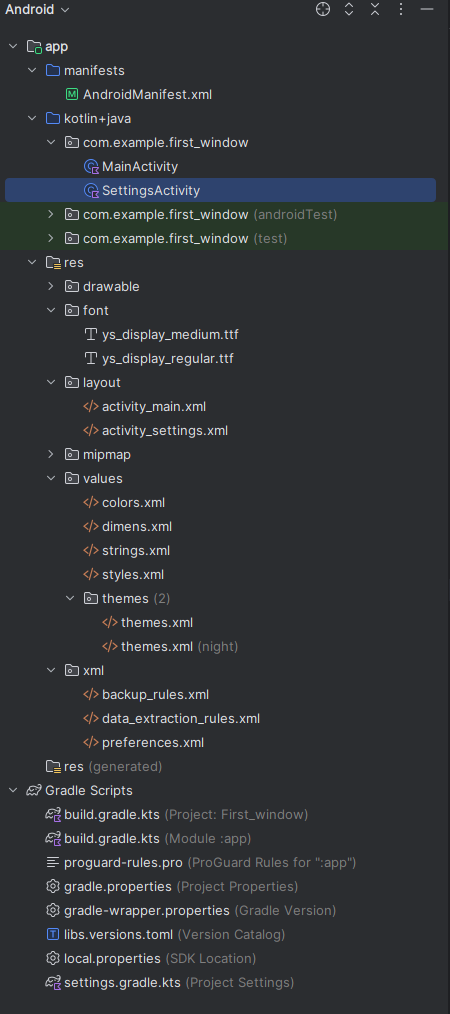 Android
app
manifests
AndroidManifest.xml
kotlin+java
com.example.first_window
MainActivity
SettingsActivity
com.example.first_window (androidTest)
com.example.first_window (test)
res
drawable
font
ys_display_medium.ttf
ys_display_regular.ttf
layout
activity_main.xml
activity_settings.xml
mipmap
values
colors.xml
dimens.xml
strings.xml
styles.xml
themes (2)
themes.xml
themes.xml (night)
xml
backup_rules.xml
data_extraction_rules.xml
preferences.xml
res (generated)
Gradle Scripts
build.gradle.kts (Project: First_window)
build.gradle.kts (Module :app)
proguard-rules.pro (ProGuard Rules for ":app")
gradle.properties (Project Properties)
gradle-wrapper.properties (Gradle Version)
libs.versions.toml (Version Catalog)
local.properties (SDK Location)
settings.gradle.kts (Project Settings)